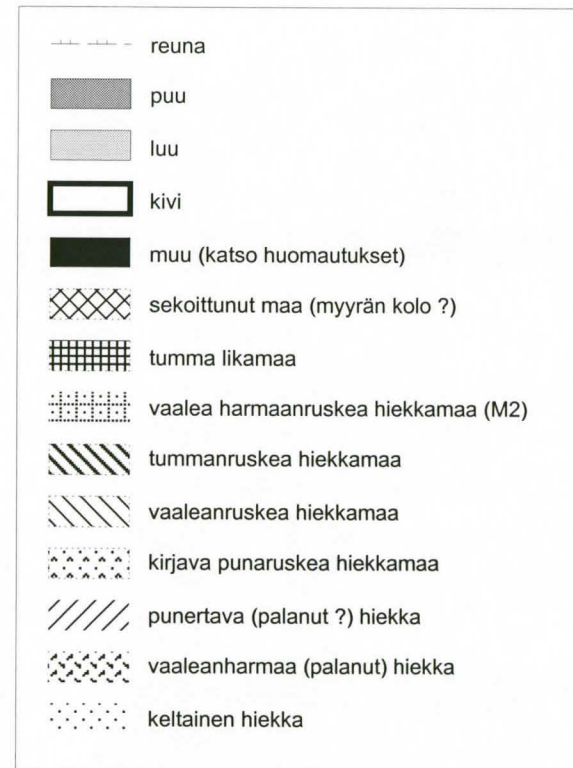 reuna
puu
luu
kivi
muu (katso huomautukset)
sekoittunut maa (myyrän kolo ?)
tumma likamaa
vaalea harmaanruskea hiekkamaa (M2)
tummanruskea hiekkamaa
vaaleanruskea hiekkamaa
kirjava punaruskea hiekkamaa
punertava (palanut ?) hiekka
vaaleanharmaa (palanut) hiekka
keltainen hiekka